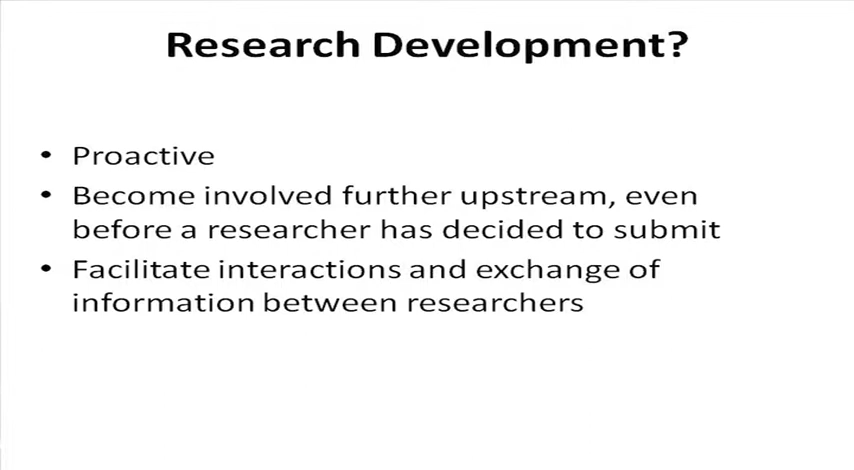 Research Development?
• Proactive
• Become involved further upstream, even
before a researcher has decided to submit
• Facilitate interactions and exchange of
information between researchers